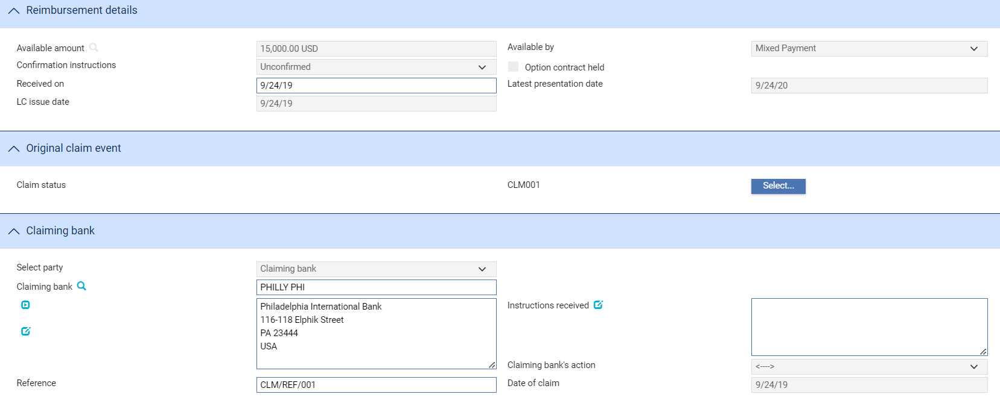 Reimbursement details
Available amount 15,000.00 USD Available by Mixed Payment
Confirmation instructions Unconfirmed Option contract held
Received on 9/24/19 Latest presentation date 9/24/20
LC issue date 9/24/19
Original claim event
Claim status CLM001 Select...
Claiming bank
Select party Claiming bank
Claiming bank PHILLY PHI
Philadelphia International Bank Instructions received
116-118 Elphik Street
PA 23444
USA
Claiming bank's action <---->
Reference CLM/REF/001 Date of claim 9/24/19